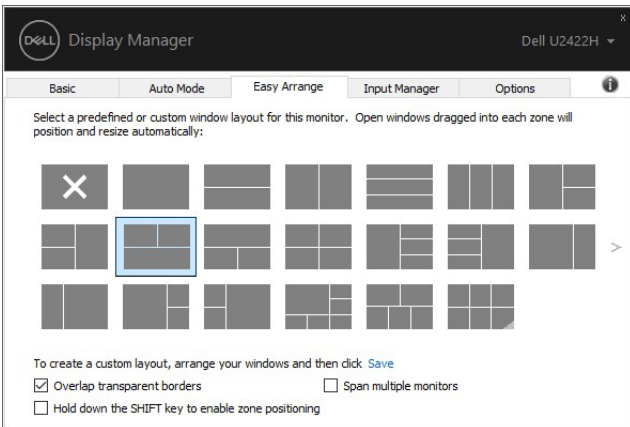 x
DELL Display Manager Dell U2422H
Basic Auto Mode Easy Arrange Input Manager Options i
Select a predefined or custom window layout for this monitor. Open windows dragged into each zone will
position and resize automatically:
>
To create a custom layout, arrange your windows and then click Save
Overlap transparent borders Span multiple monitors
Hold down the SHIFT key to enable zone positioning